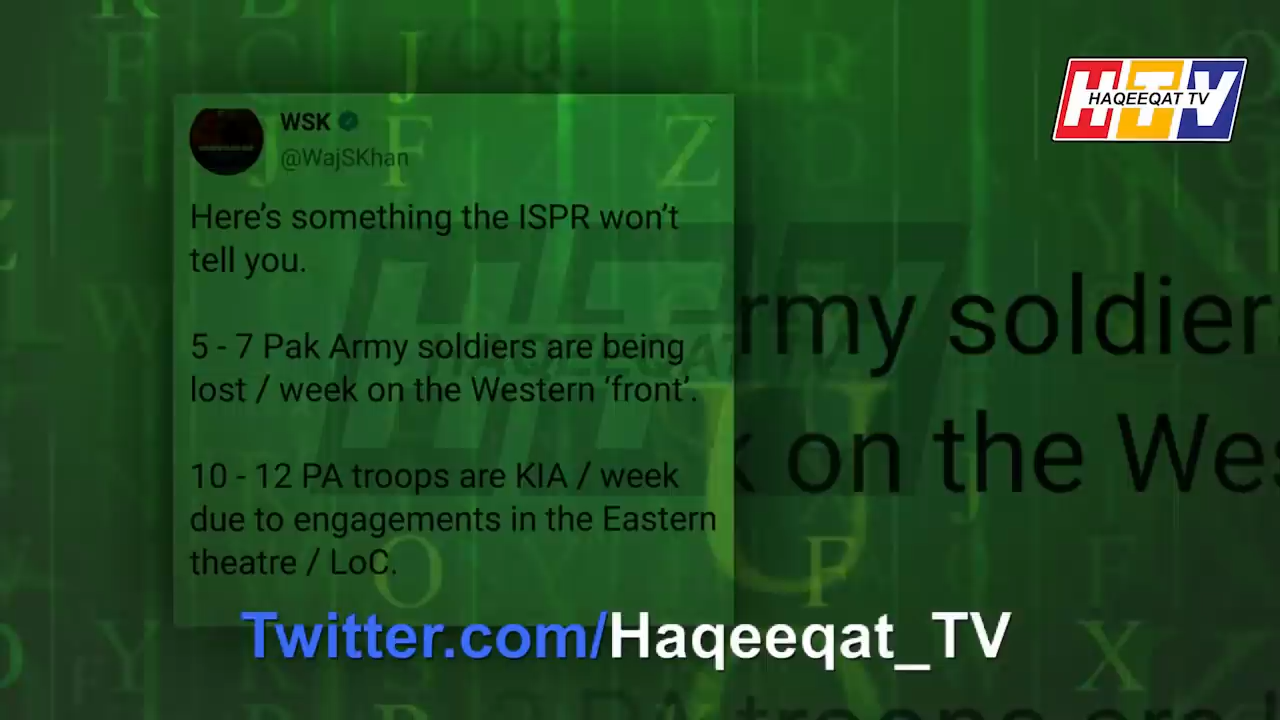 WSK
@WajSKhan
Here's something the ISPR won't
tell you.
5 - 7 Pak Army soldiers are being
lost / week on the Western 'front'.
10 - 12 PA troops are KIA / week
due to engagements in the Eastern
theatre / LoC.
HTV
HAQEEQAT TV
you.
soldier
on the
Twitter.com/Haqeeqat_TV